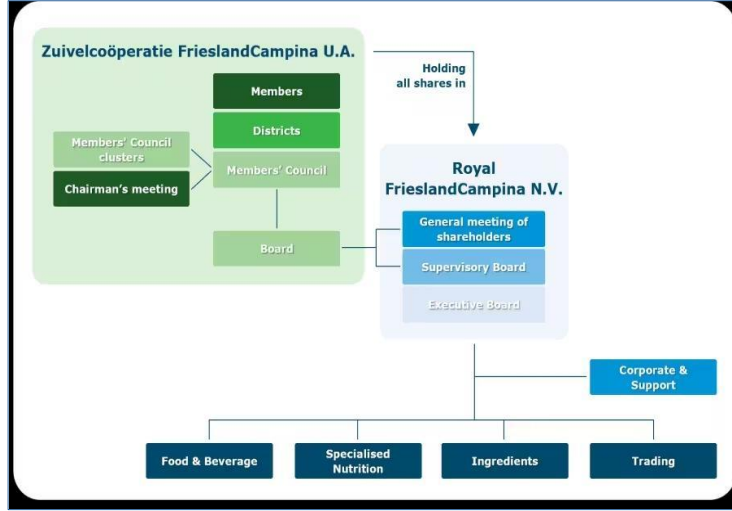 Zuivelcoöperatie FrieslandCampina U.A.
Holding
all shares in
Members
Districts
Members' Council
clusters
Members' Council
Chairman's meeting
Board
Royal
FrieslandCampina N.V.
General meeting of
shareholders
Supervisory Board
Executive Board
Corporate &
Support
Food & Beverage
Specialised
Nutrition
Ingredients
Trading